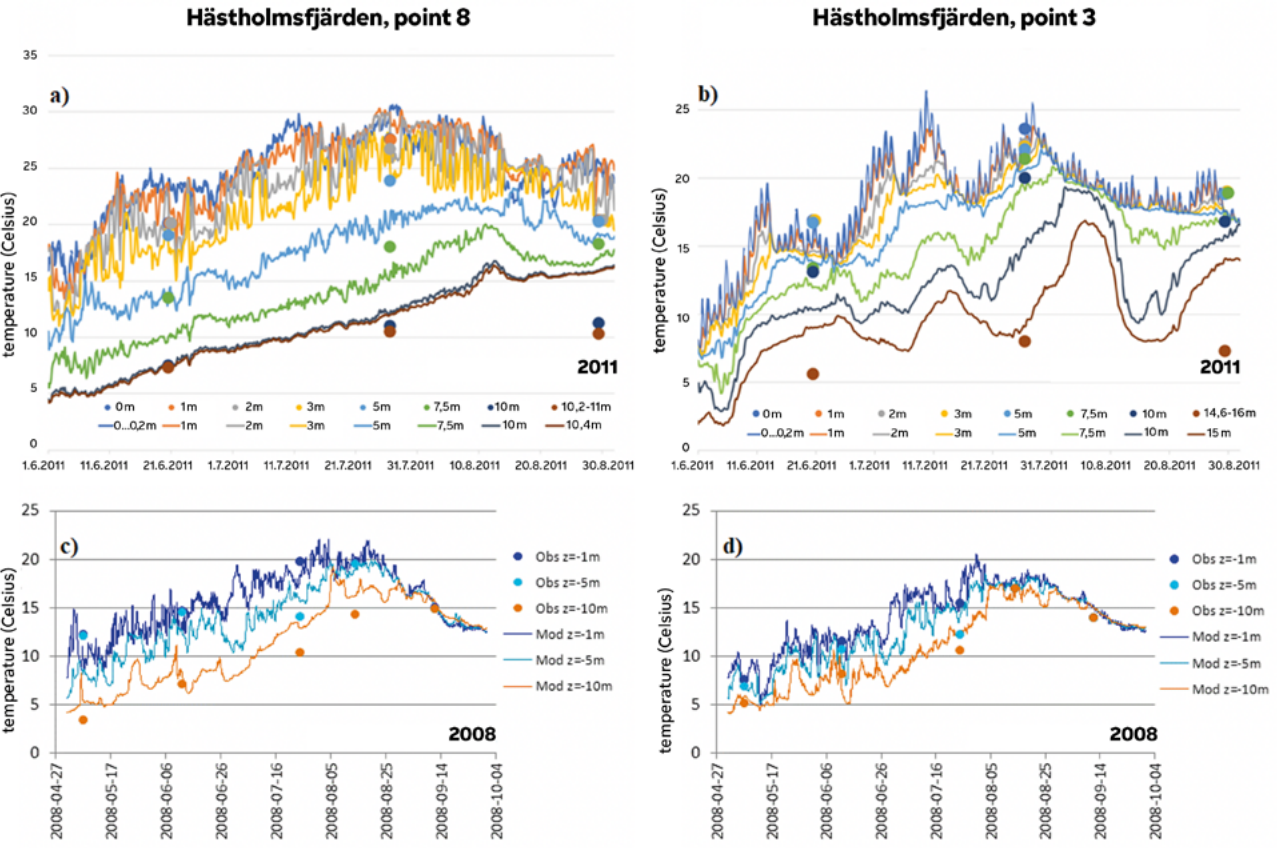 Hästholmsfjärden, point 8
Hästholmsfjärden, point 3
a)
35
30
25
20
15
10
5
0
temperature (Celsius)
2011
0m 1m 2m 3m 5m 7,5m 10m 10,2-11m
0...0,2m 1m 2m 3m 5m 7,5m 10m 10,4m
1.6.2011 11.6.2011 21.6.2011 1.7.2011 11.7.2011 21.7.2011 31.7.2011 10.8.2011 20.8.2011 30.8.2011
b)
25
20
15
10
5
0
temperature (Celsius)
2011
0m 1m 2m 3m 5m 7,5m 10m 14,6-16m
0...0,2m 1m 2m 3m 5m 7,5m 10m 15m
1.6.2011 11.6.2011 21.6.2011 1.7.2011 11.7.2011 21.7.2011 31.7.2011 10.8.2011 20.8.2011 30.8.2011
c)
25
20
15
10
5
0
temperature (Celsius)
Obs z=-1m
Obs z=-5m
Obs z=-10m
Mod z=-1m
Mod z=-5m
Mod z=-10m
2008
2008-04-27 2008-05-17 2008-06-06 2008-06-26 2008-07-16 2008-08-05 2008-08-25 2008-09-14 2008-10-04
d)
25
20
15
10
5
0
temperature (Celsius)
Obs z=-1m
Obs z=-5m
Obs z=-10m
Mod z=-1m
Mod z=-5m
Mod z=-10m
2008
2008-04-27 2008-05-17 2008-06-06 2008-06-26 2008-07-16 2008-08-05 2008-08-25 2008-09-14 2008-10-04